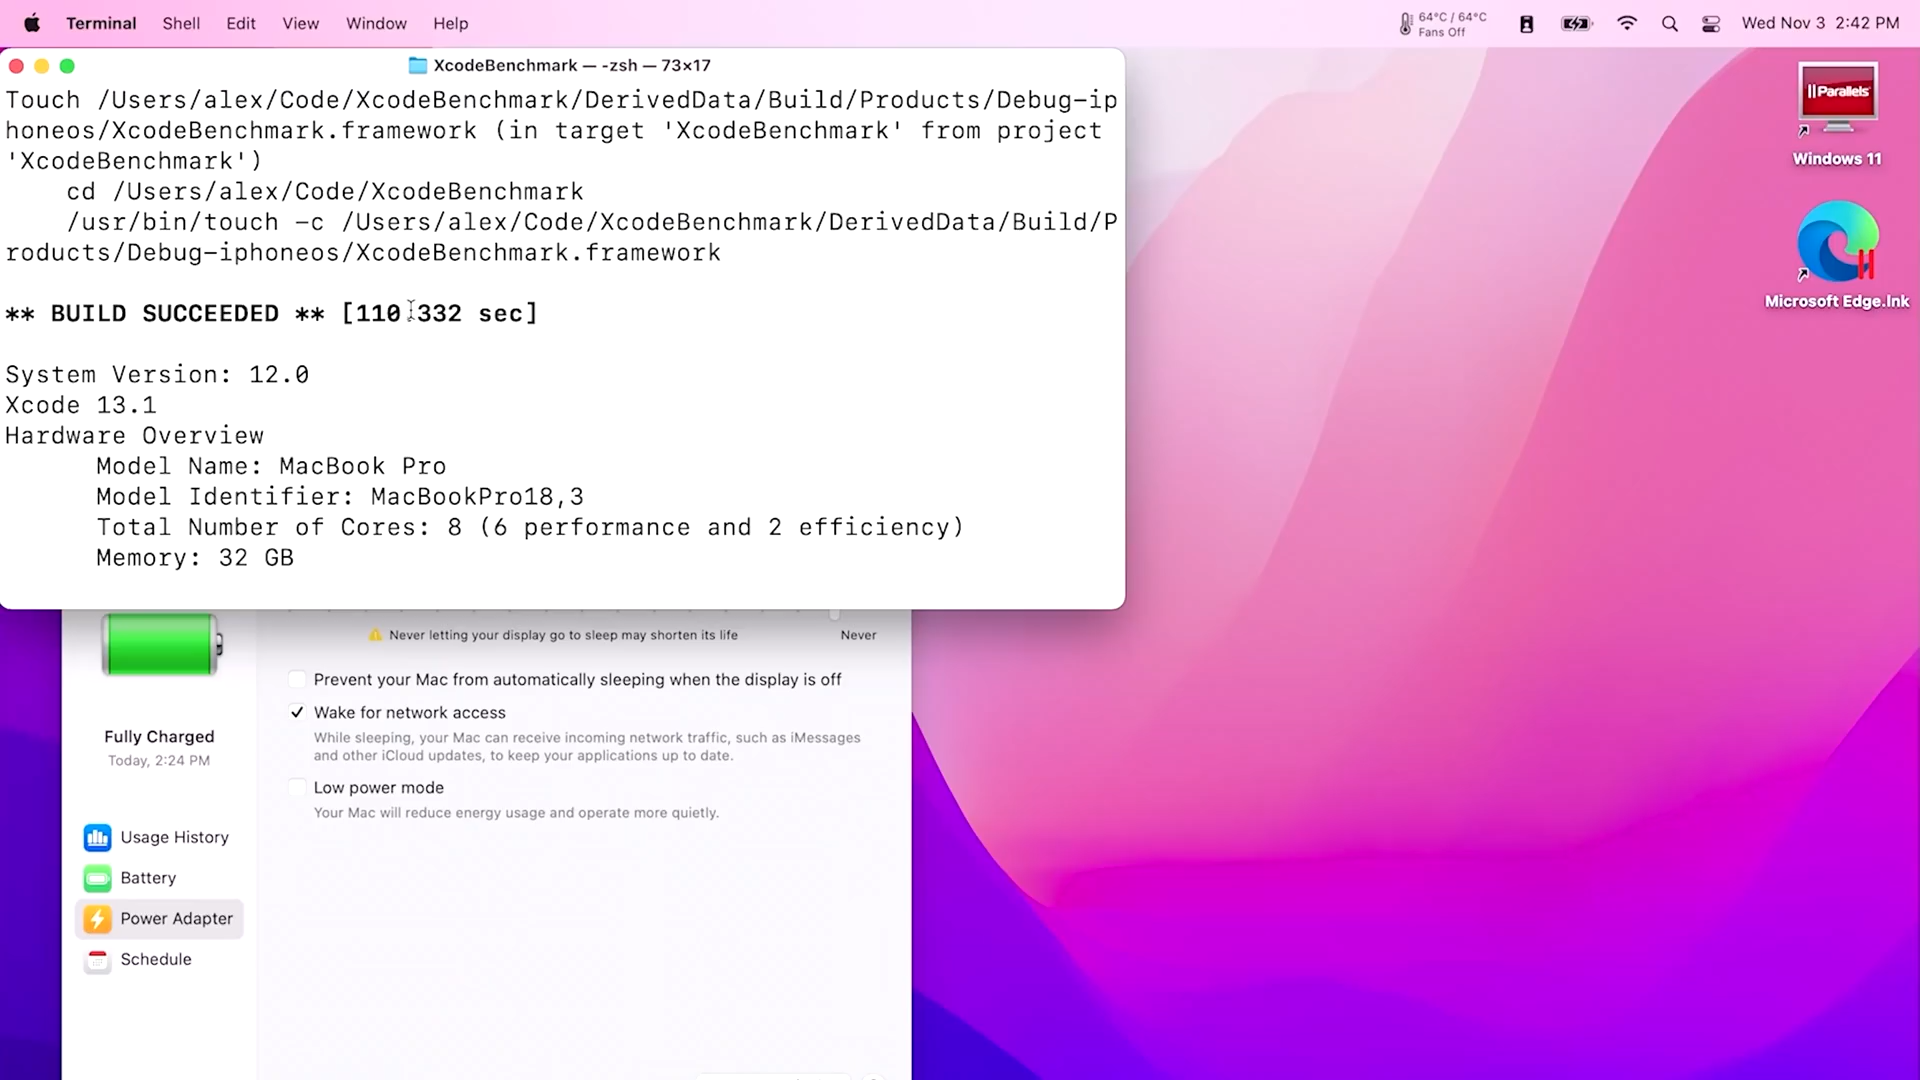 Terminal Shell Edit View Window Help
64°C / 64°C
Fans Off
Wed Nov 3 2:42 PM
XcodeBenchmark — -zsh — 73×17
Touch /Users/alex/Code/XcodeBenchmark/DerivedData/Build/Products/Debug-ip
honeos/XcodeBenchmark.framework (in target 'XcodeBenchmark' from project
'XcodeBenchmark')
cd /Users/alex/Code/XcodeBenchmark
/usr/bin/touch -c /Users/alex/Code/XcodeBenchmark/DerivedData/Build/P
roducts/Debug-iphoneos/XcodeBenchmark.framework
** BUILD SUCCEEDED ** [110.332 sec]
System Version: 12.0
Xcode 13.1
Hardware Overview
Model Name: MacBook Pro
Model Identifier: MacBookPro18,3
Total Number of Cores: 8 (6 performance and 2 efficiency)
Memory: 32 GB
Parallels
Windows 11
Microsoft Edge.lnk
Never letting your display go to sleep may shorten its life
Never
Prevent your Mac from automatically sleeping when the display is off
Wake for network access
While sleeping, your Mac can receive incoming network traffic, such as iMessages
and other iCloud updates, to keep your applications up to date.
Low power mode
Your Mac will reduce energy usage and operate more quietly.
Fully Charged
Today, 2:24 PM
Usage History
Battery
Power Adapter
Schedule